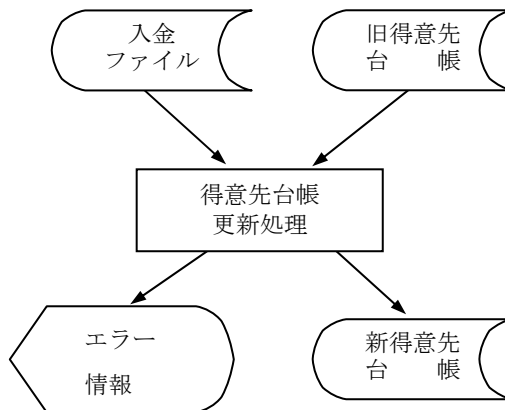 入金
ファイル
旧得意先
台　　帳
得意先台帳
更新処理
エラー
情報
新得意先
台　　帳